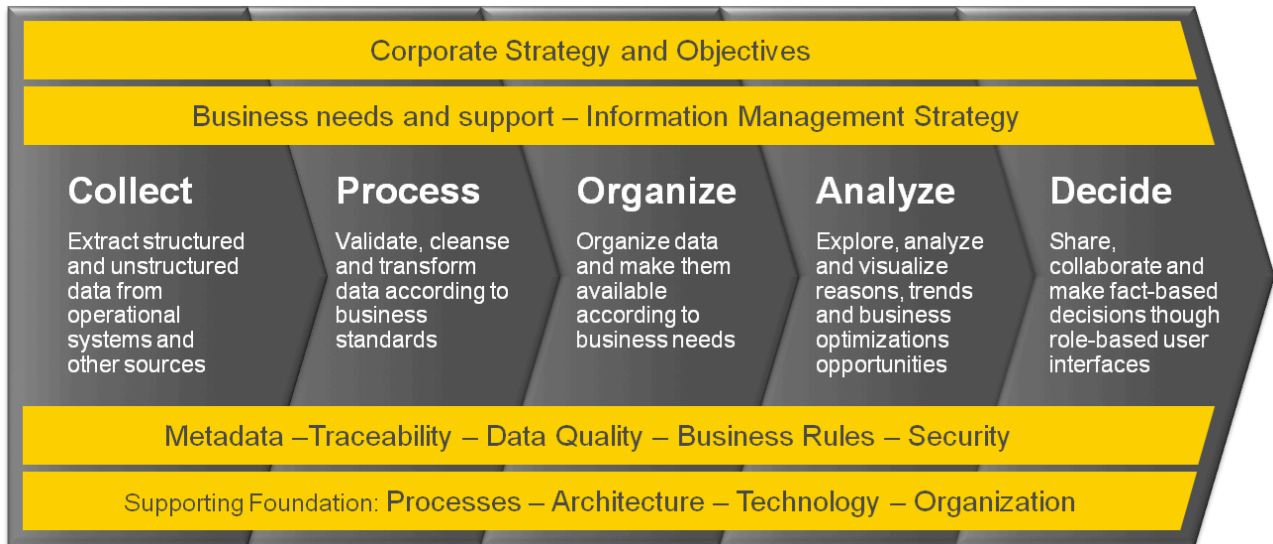 Corporate Strategy and Objectives
Business needs and support – Information Management Strategy
Collect
Extract structured
and unstructured
data from
operational
systems and
other sources
Process
Validate, cleanse
and transform
data according to
business
standards
Organize
Organize data
and make them
available
according to
business needs
Analyze
Explore, analyze
and visualize
reasons, trends
and business
optimizations
opportunities
Decide
Share,
collaborate and
make fact-based
decisions though
role-based user
interfaces
Metadata –Traceability – Data Quality – Business Rules – Security
Supporting Foundation: Processes – Architecture – Technology – Organization